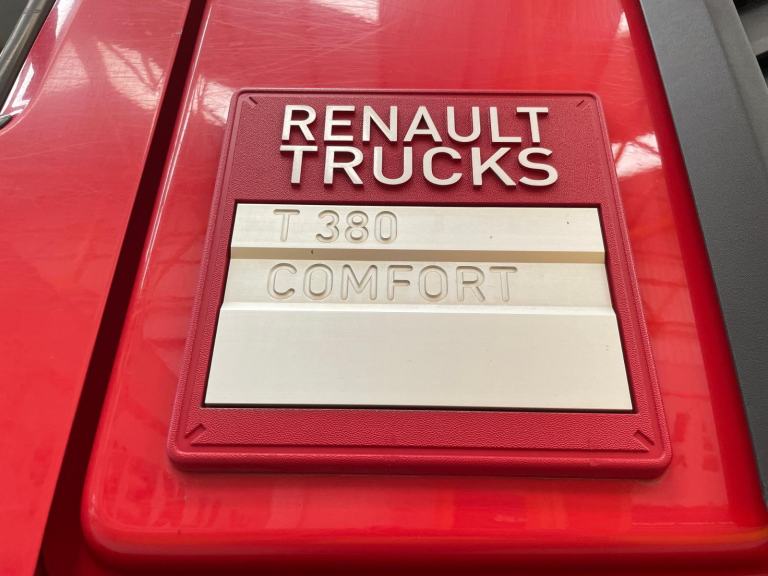 RENAULT
TRUCKS
T 380
COMFORT